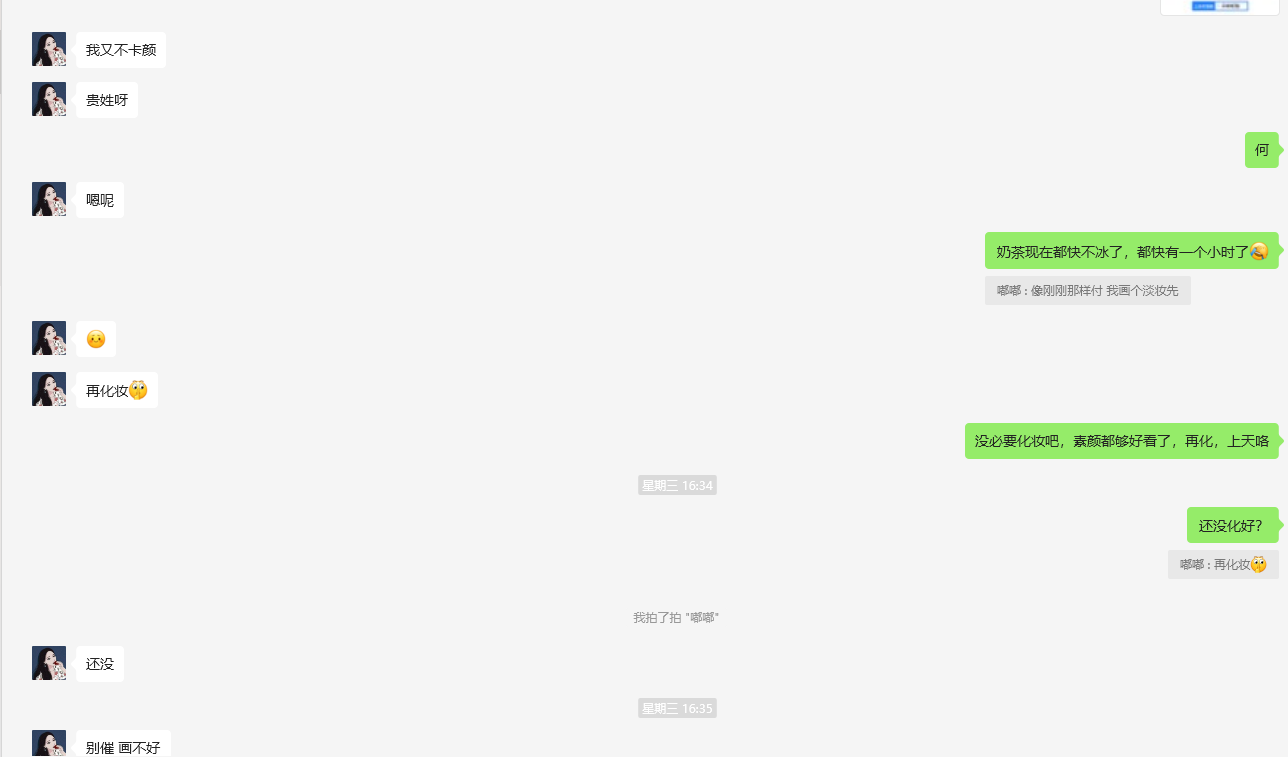 我又不卡颜
贵姓呀
何
嗯呢
奶茶现在都快不冰了，都快有一个小时了
嘟嘟 : 像刚刚那样付 我画个淡妆先
再化妆
没必要化妆吧，素颜都够好看了，再化，上天咯
星期三 16:34
还没化好？
嘟嘟 : 再化妆
我拍了拍 "嘟嘟"
还没
星期三 16:35
别催 画不好